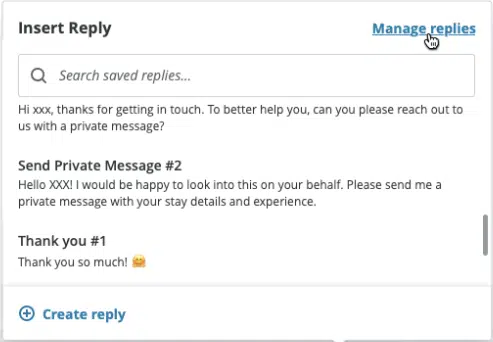 Insert Reply
Manage replies
Search saved replies...
Hi xxx, thanks for getting in touch. To better help you, can you please reach out to
us with a private message?
Send Private Message #2
Hello XXX! I would be happy to look into this on your behalf. Please send me a
private message with your stay details and experience.
Thank you #1
Thank you so much! 🤗
Create reply